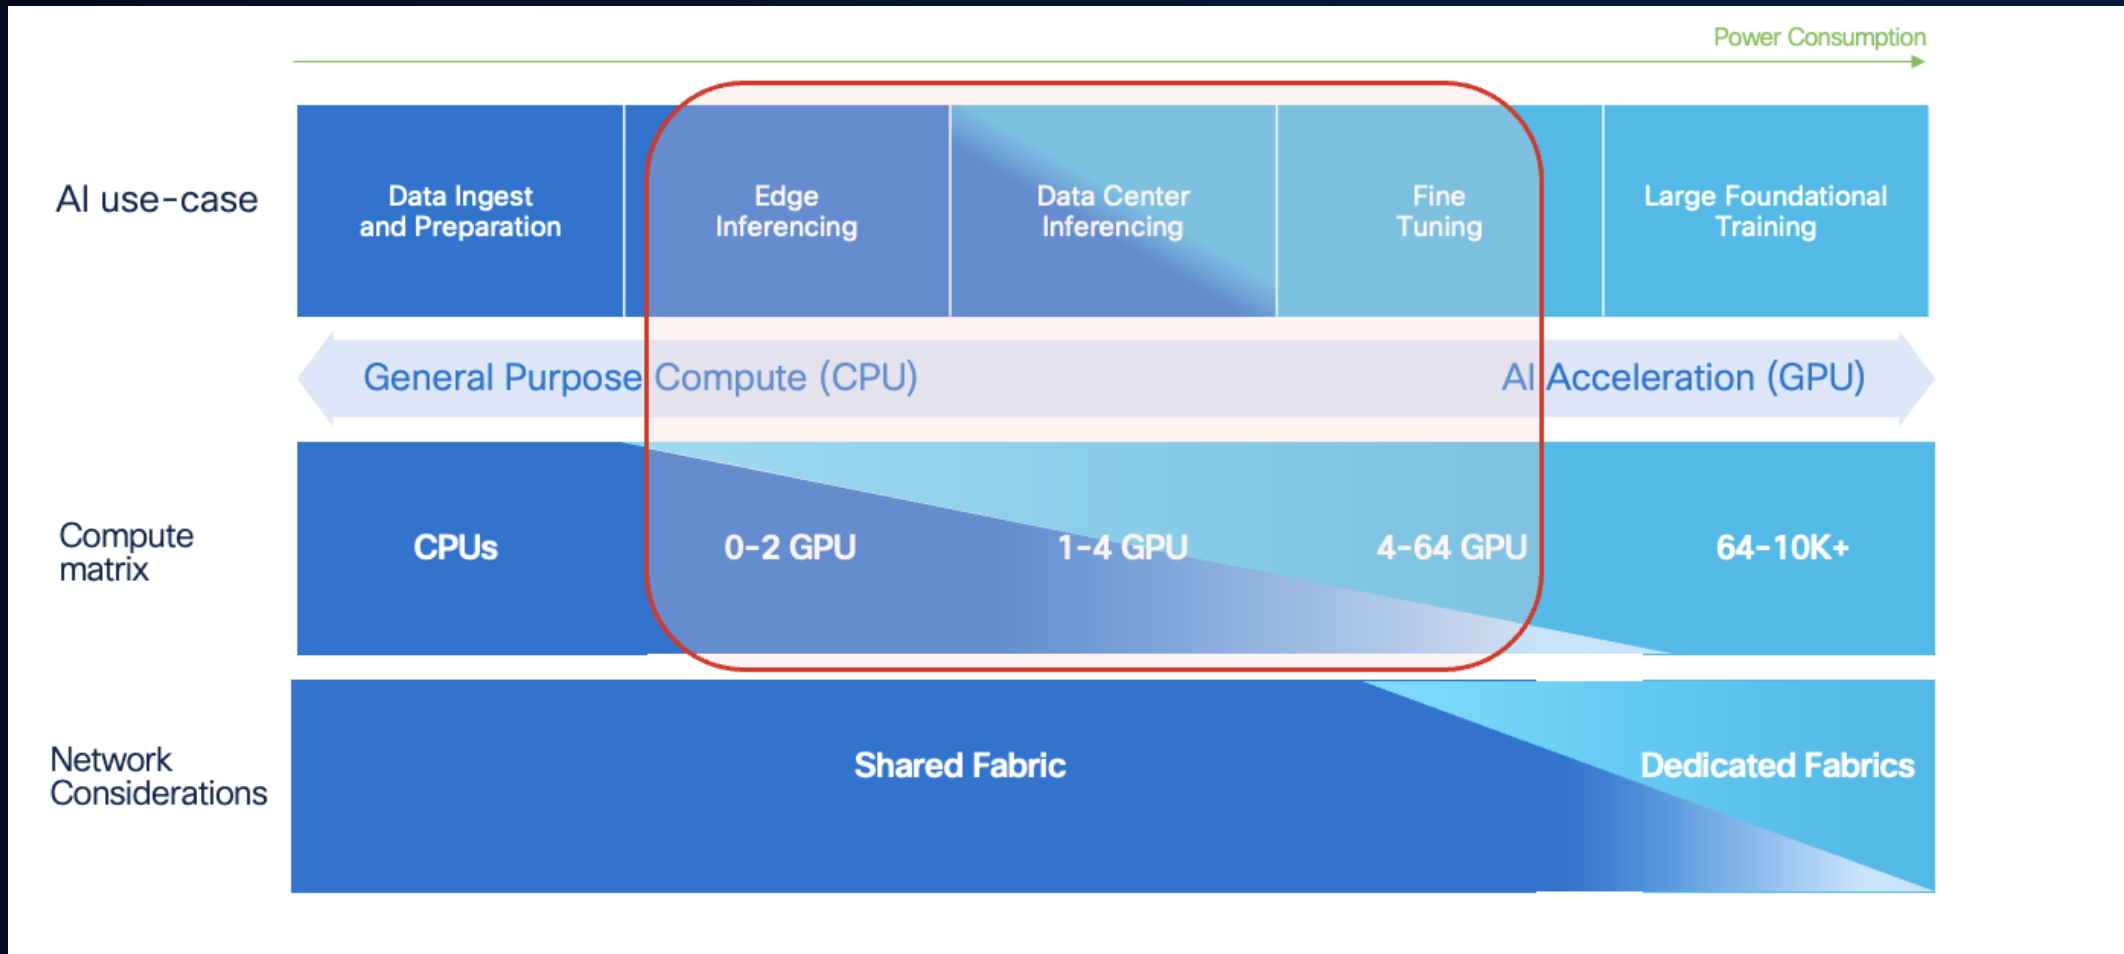 Power Consumption
AI use-case
Data Ingest
and Preparation
Edge
Inferencing
Data Center
Inferencing
Fine
Tuning
Large Foundational
Training
General Purpose Compute (CPU)
AI Acceleration (GPU)
Compute
matrix
CPUs
0-2 GPU
1-4 GPU
4-64 GPU
64-10K+
Network
Considerations
Shared Fabric
Dedicated Fabrics